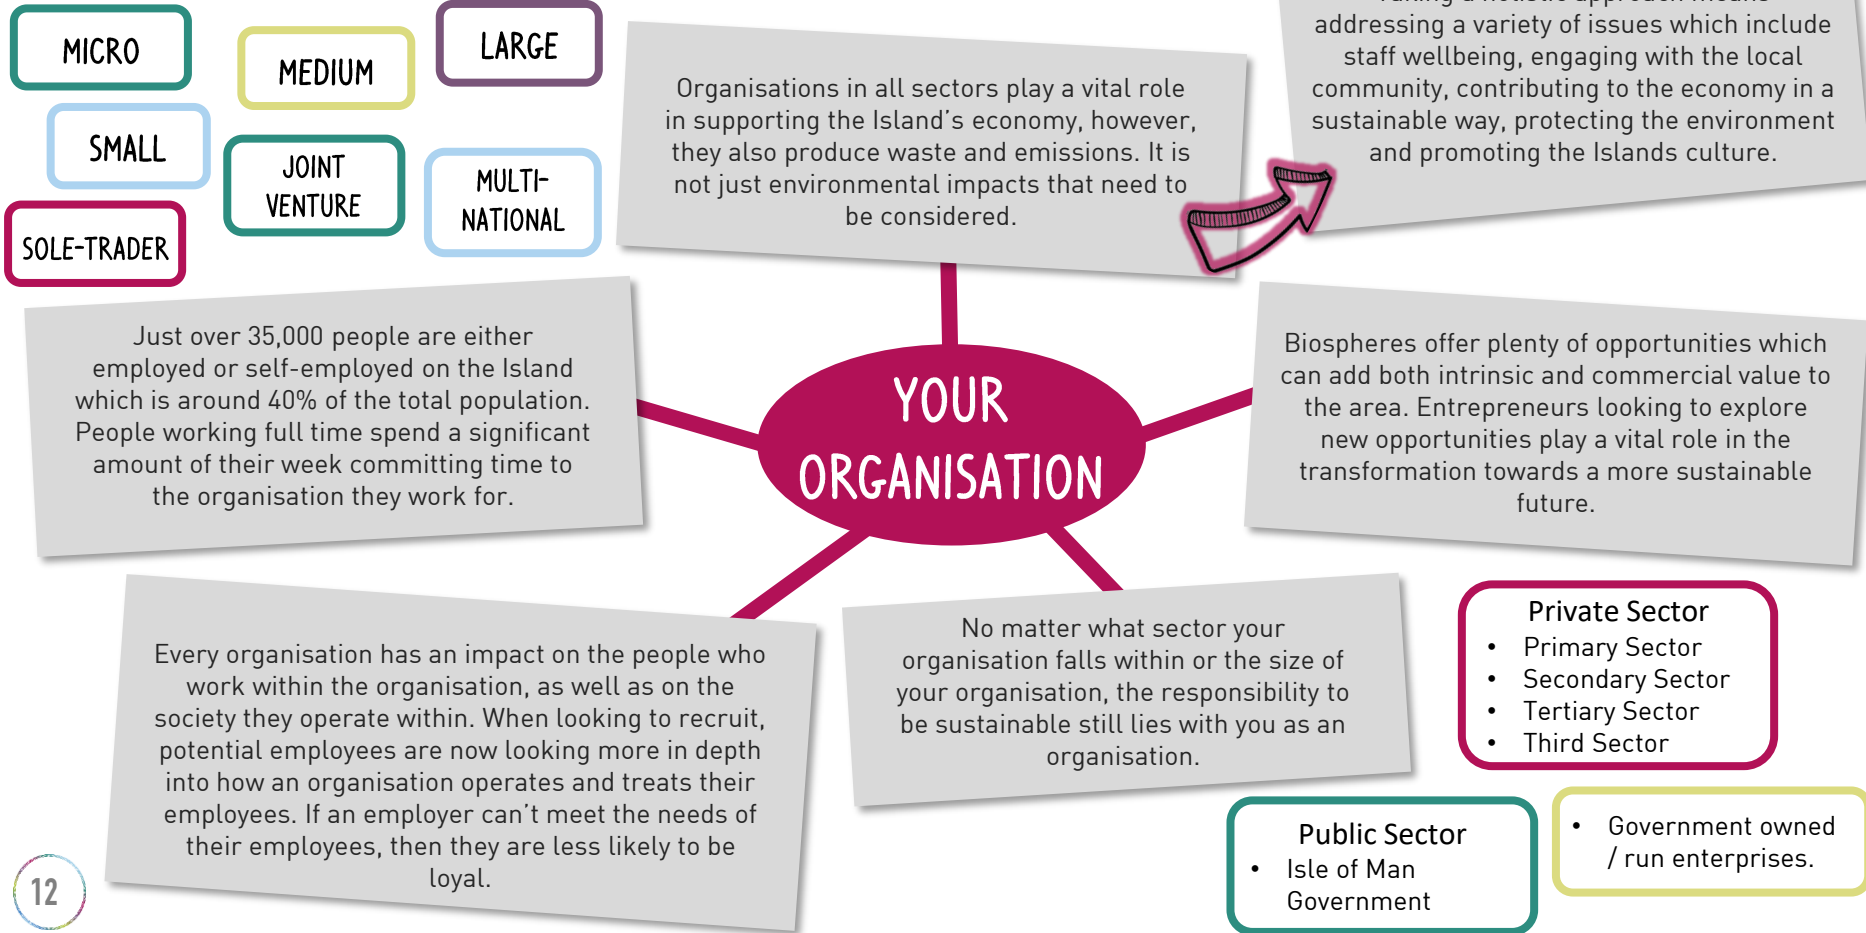 MICRO
MEDIUM
LARGE
SMALL
JOINT
VENTURE
MULTI-
NATIONAL
SOLE-TRADER
Organisations in all sectors play a vital role
in supporting the Island's economy, however,
they also produce waste and emissions. It is
not just environmental impacts that need to
be considered.
Taking a holistic approach means
addressing a variety of issues which include
staff wellbeing, engaging with the local
community, contributing to the economy in a
sustainable way, protecting the environment
and promoting the Islands culture.
Just over 35,000 people are either
employed or self-employed on the Island
which is around 40% of the total population.
People working full time spend a significant
amount of their week committing time to
the organisation they work for.
YOUR
ORGANISATION
Biospheres offer plenty of opportunities which
can add both intrinsic and commercial value to
the area. Entrepreneurs looking to explore
new opportunities play a vital role in the
transformation towards a more sustainable
future.
Every organisation has an impact on the people who
work within the organisation, as well as on the
society they operate within. When looking to recruit,
potential employees are now looking more in depth
into how an organisation operates and treats their
employees. If an employer can't meet the needs of
their employees, then they are less likely to be
loyal.
No matter what sector your
organisation falls within or the size of
your organisation, the responsibility to
be sustainable still lies with you as an
organisation.
Private Sector
• Primary Sector
• Secondary Sector
• Tertiary Sector
• Third Sector
Public Sector
• Isle of Man
Government
• Government owned
/ run enterprises.
12